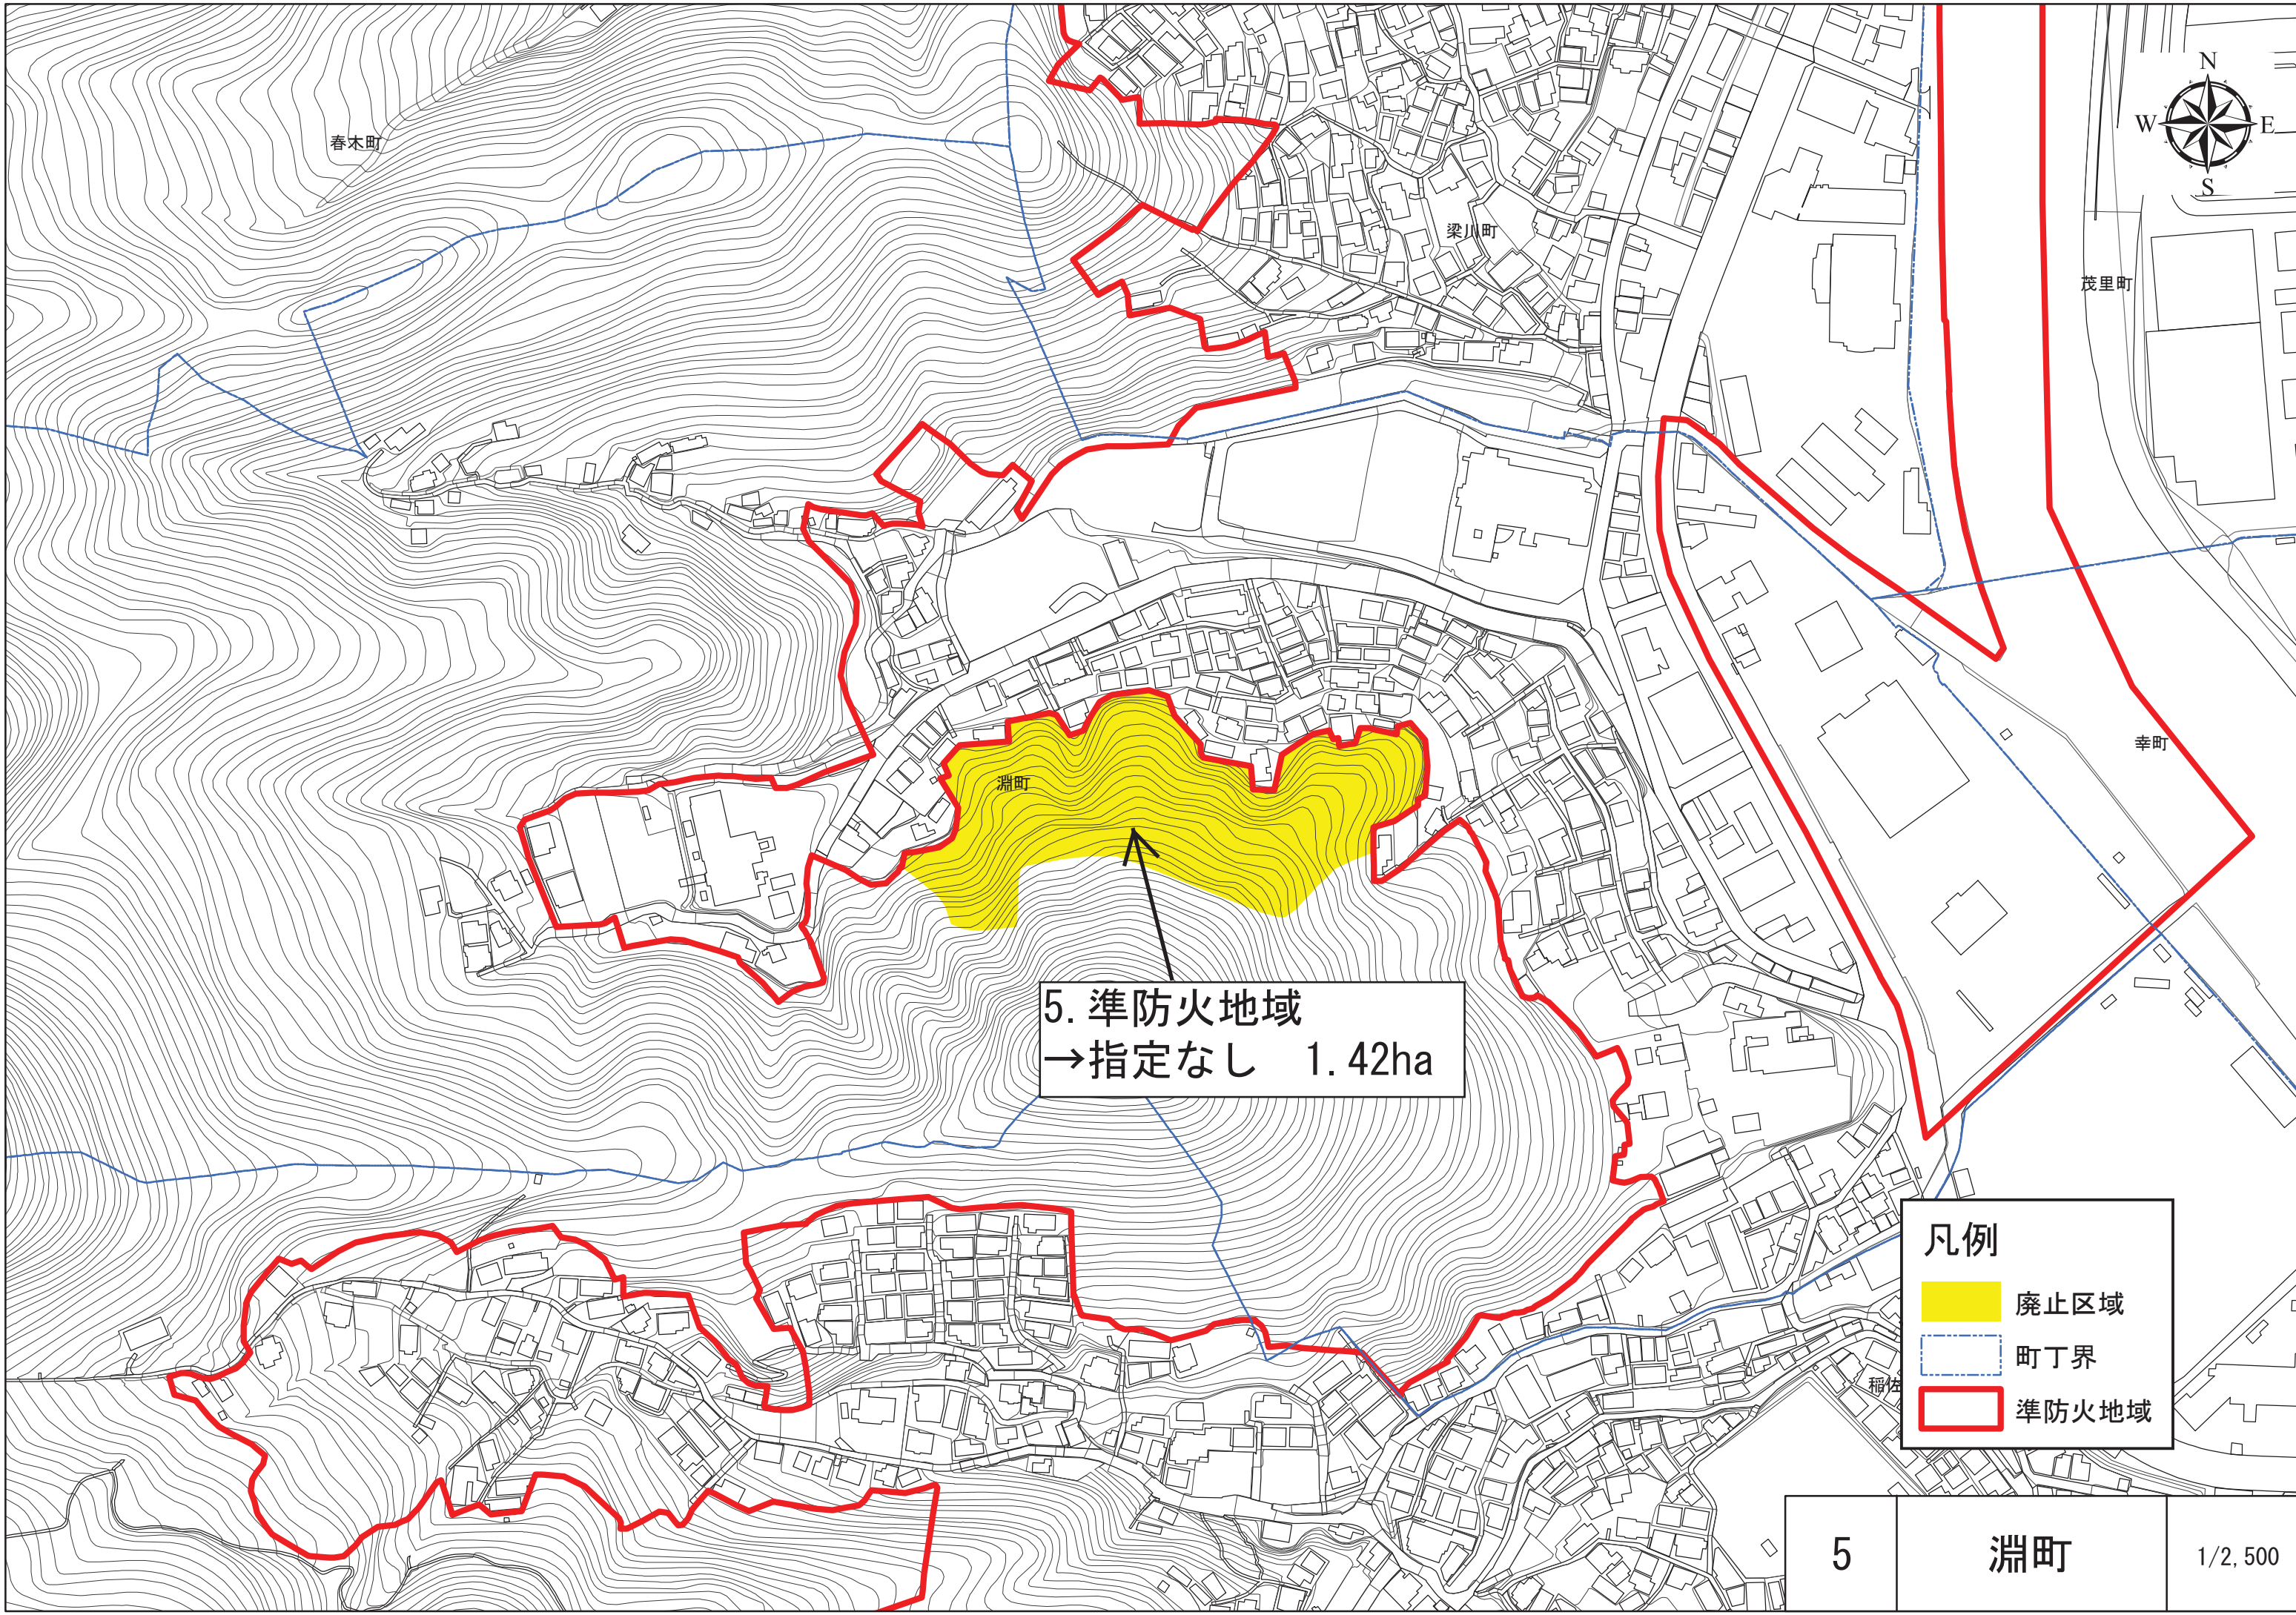 N
W E
S
春木町
梁川町
茂里町
幸町
淵町
5. 準防火地域
→指定なし 1.42ha
凡例
廃止区域
町丁界
準防火地域
稲佐
5 淵町 1/2,500